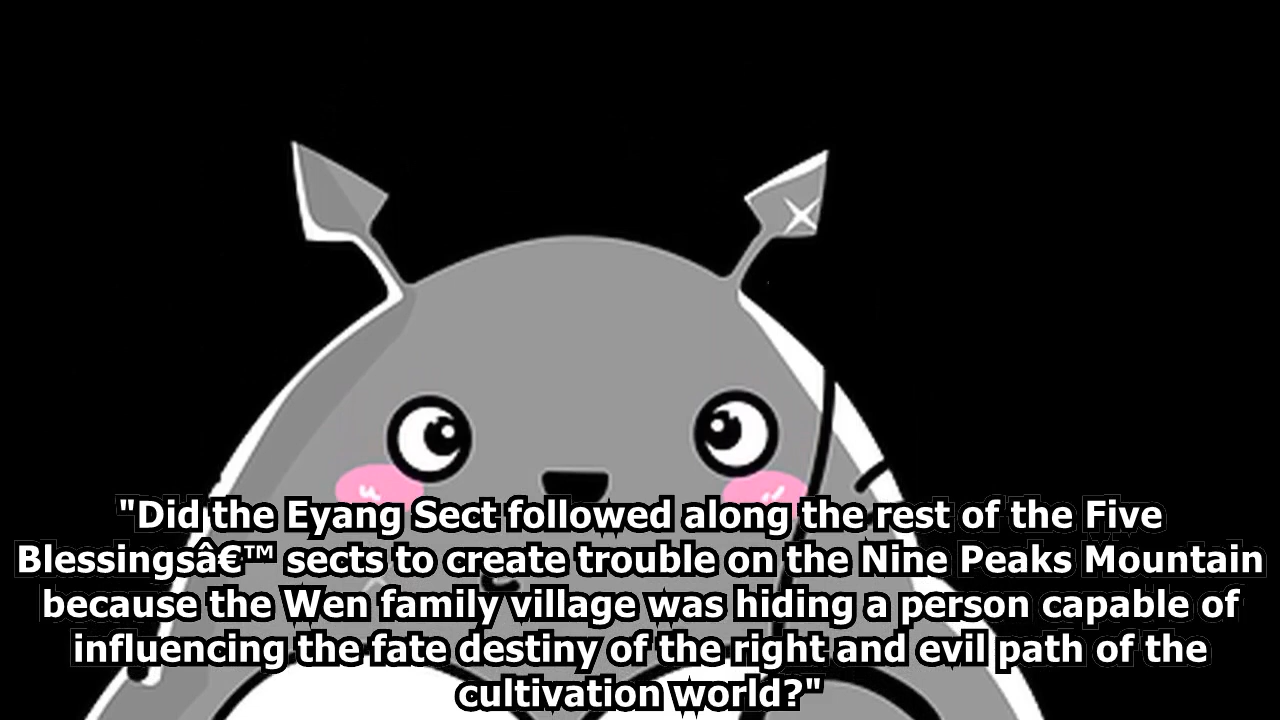 "Did the Eyang Sect followed along the rest of the Five
Blessingsâ€™ sects to create trouble on the Nine Peaks Mountain
because the Wen family village was hiding a person capable of
influencing the fate destiny of the right and evil path of the
cultivation world?"